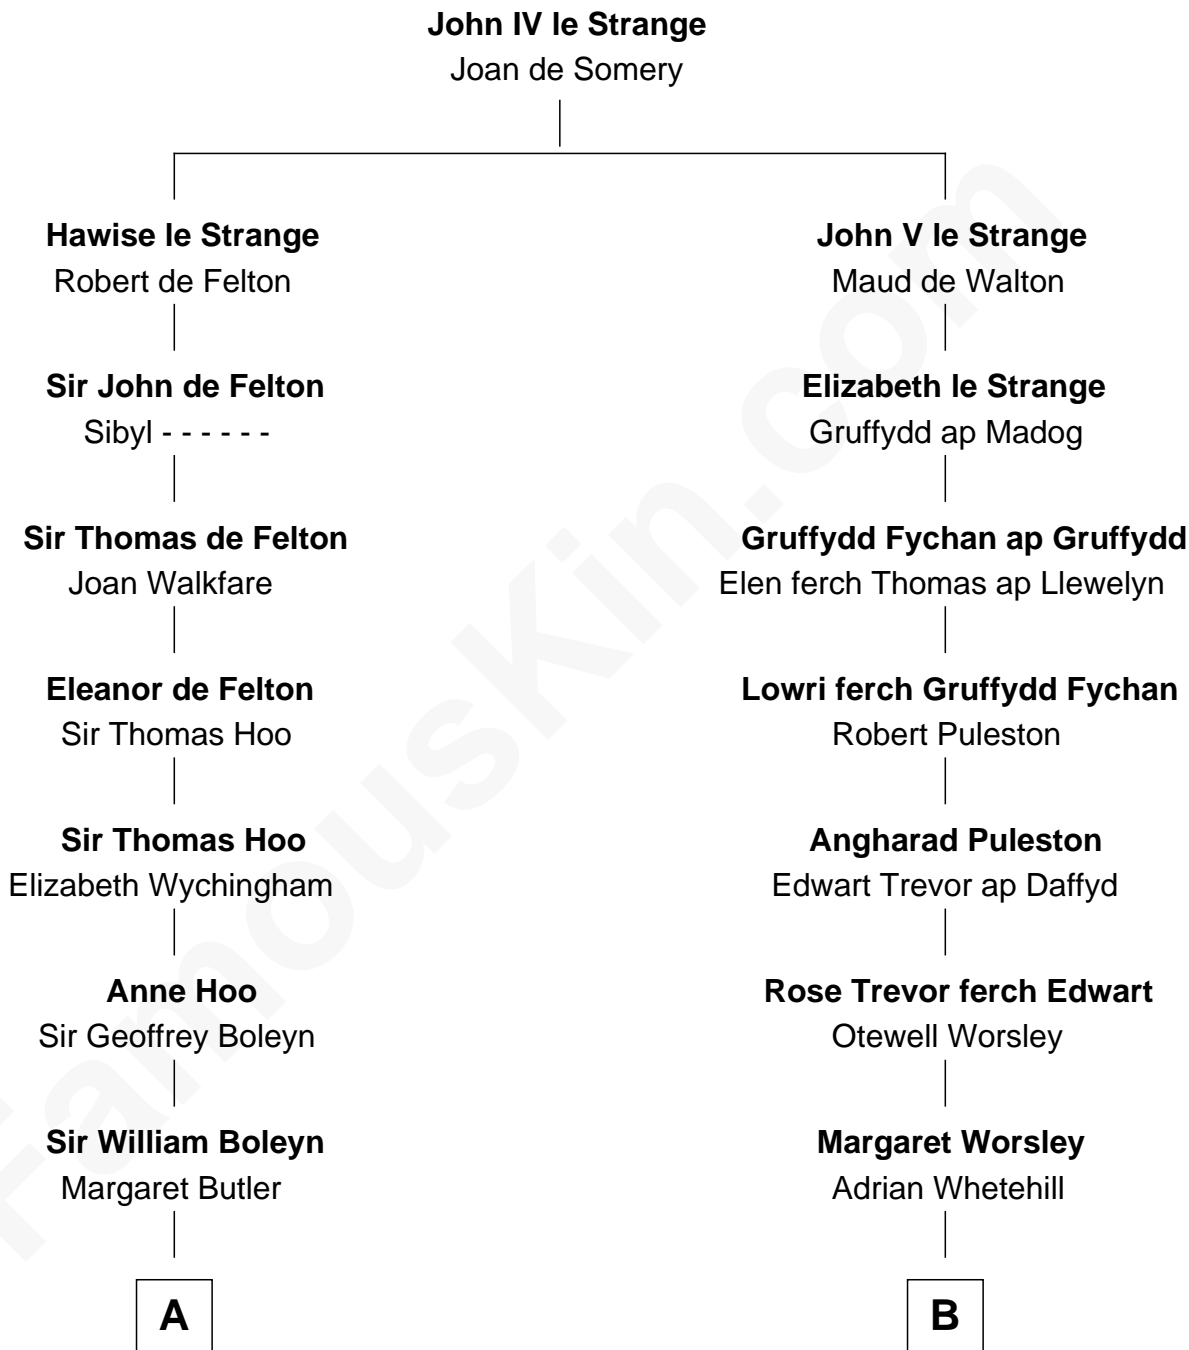 John IV le Strange
Joan de Somery
Hawise le Strange
Robert de Felton
Sir John de Felton
Sibyl - - - - - -
Sir Thomas de Felton
Joan Walkfare
Eleanor de Felton
Sir Thomas Hoo
Sir Thomas Hoo
Elizabeth Wychingham
Anne Hoo
Sir Geoffrey Boleyn
Sir William Boleyn
Margaret Butler
A
John V le Strange
Maud de Walton
Elizabeth le Strange
Gruffydd ap Madog
Gruffydd Fychan ap Gruffydd
Elen ferch Thomas ap Llewelyn
Lowri ferch Gruffydd Fychan
Robert Puleston
Angharad Puleston
Edwart Trevor ap Daffyd
Rose Trevor ferch Edwart
Otewell Worsley
Margaret Worsley
Adrian Whetehill
B
FamousKin.com